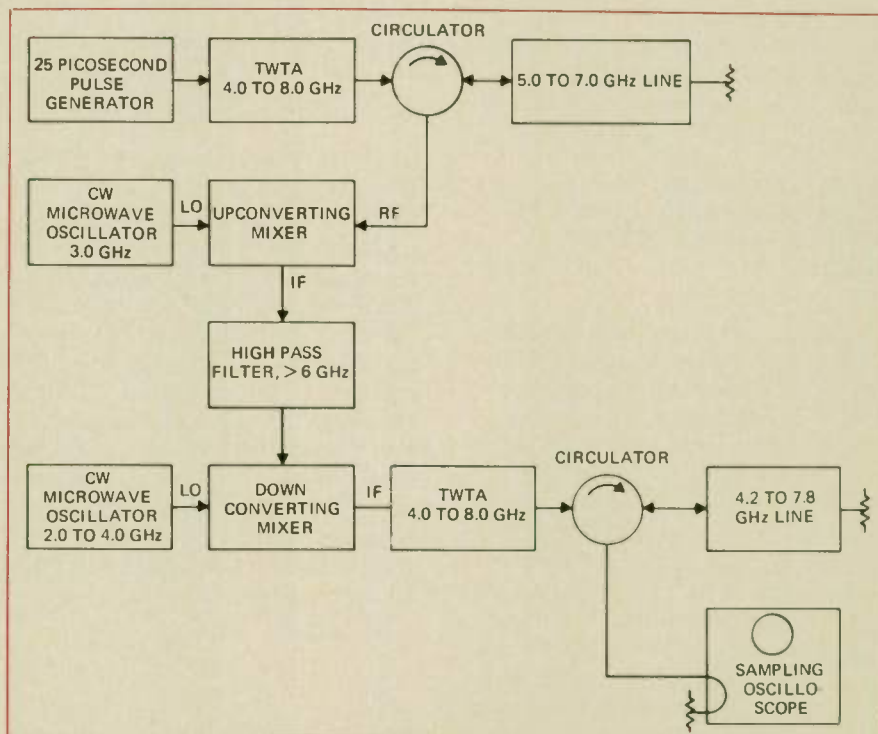 CIRCULATOR
25 PICOSECOND
PULSE
GENERATOR
TWTA
4.0 TO 8.0 GHz
5.0 TO 7.0 GHz LINE
CW
MICROWAVE
OSCILLATOR
3.0 GHz
LO
UPCONVERTING
MIXER
RF
IF
HIGH PASS
FILTER, > 6 GHz
CW
MICROWAVE
OSCILLATOR
2.0 TO 4.0 GHz
LO
DOWN
CONVERTING
MIXER
IF
TWTA
4.0 TO 8.0 GHz
CIRCULATOR
4.2 TO 7.8
GHz LINE
SAMPLING
OSCILLO
SCOPE